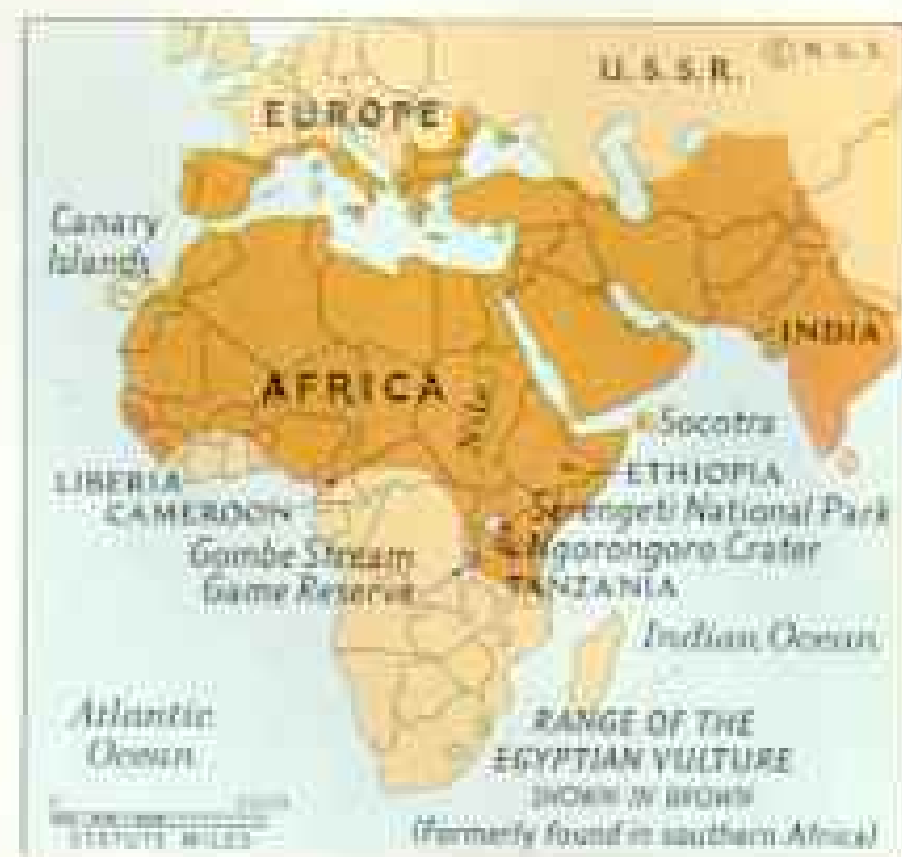 U.S.S.R.
© N.G.S.
EUROPE
Canary
Islands
INDIA
AFRICA
Nile
Socotra
LIBERIA
ETHIOPIA
CAMEROON
Serengeti National Park
Gombe Stream
Game Reserve
Ngorongoro Crater
TANZANIA
Indian Ocean
Atlantic
Ocean
RANGE OF THE
EGYPTIAN VULTURE
SHOWN IN BROWN
(Formerly found in southern Africa)
0
STATUTE MILES